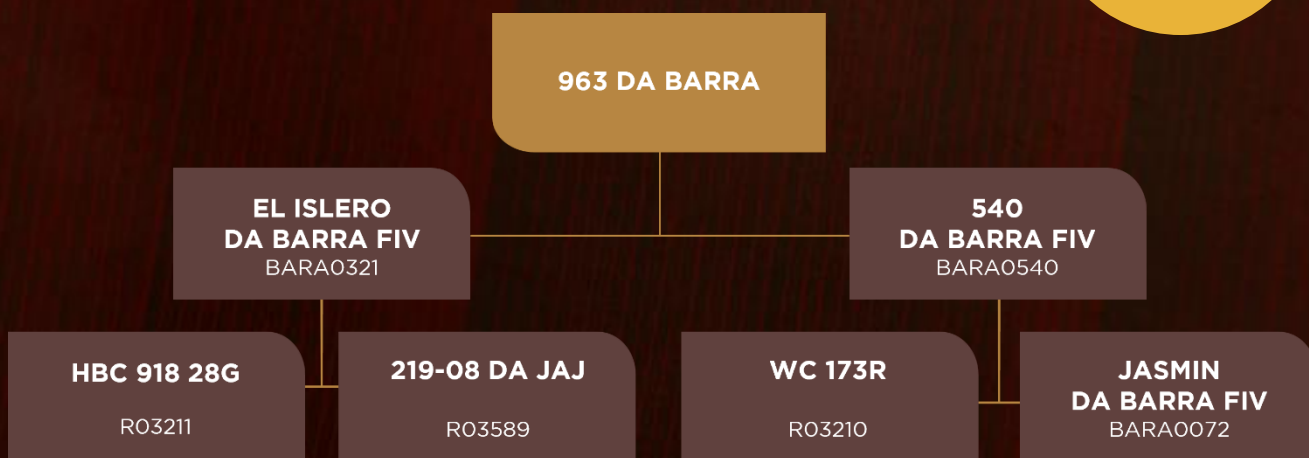 963 DA BARRA
EL ISLERO
DA BARRA FIV
BARA0321
540
DA BARRA FIV
BARA0540
HBC 918 28G
R03211
219-08 DA JAJ
R03589
WC 173R
R03210
JASMIN
DA BARRA FIV
BARA0072